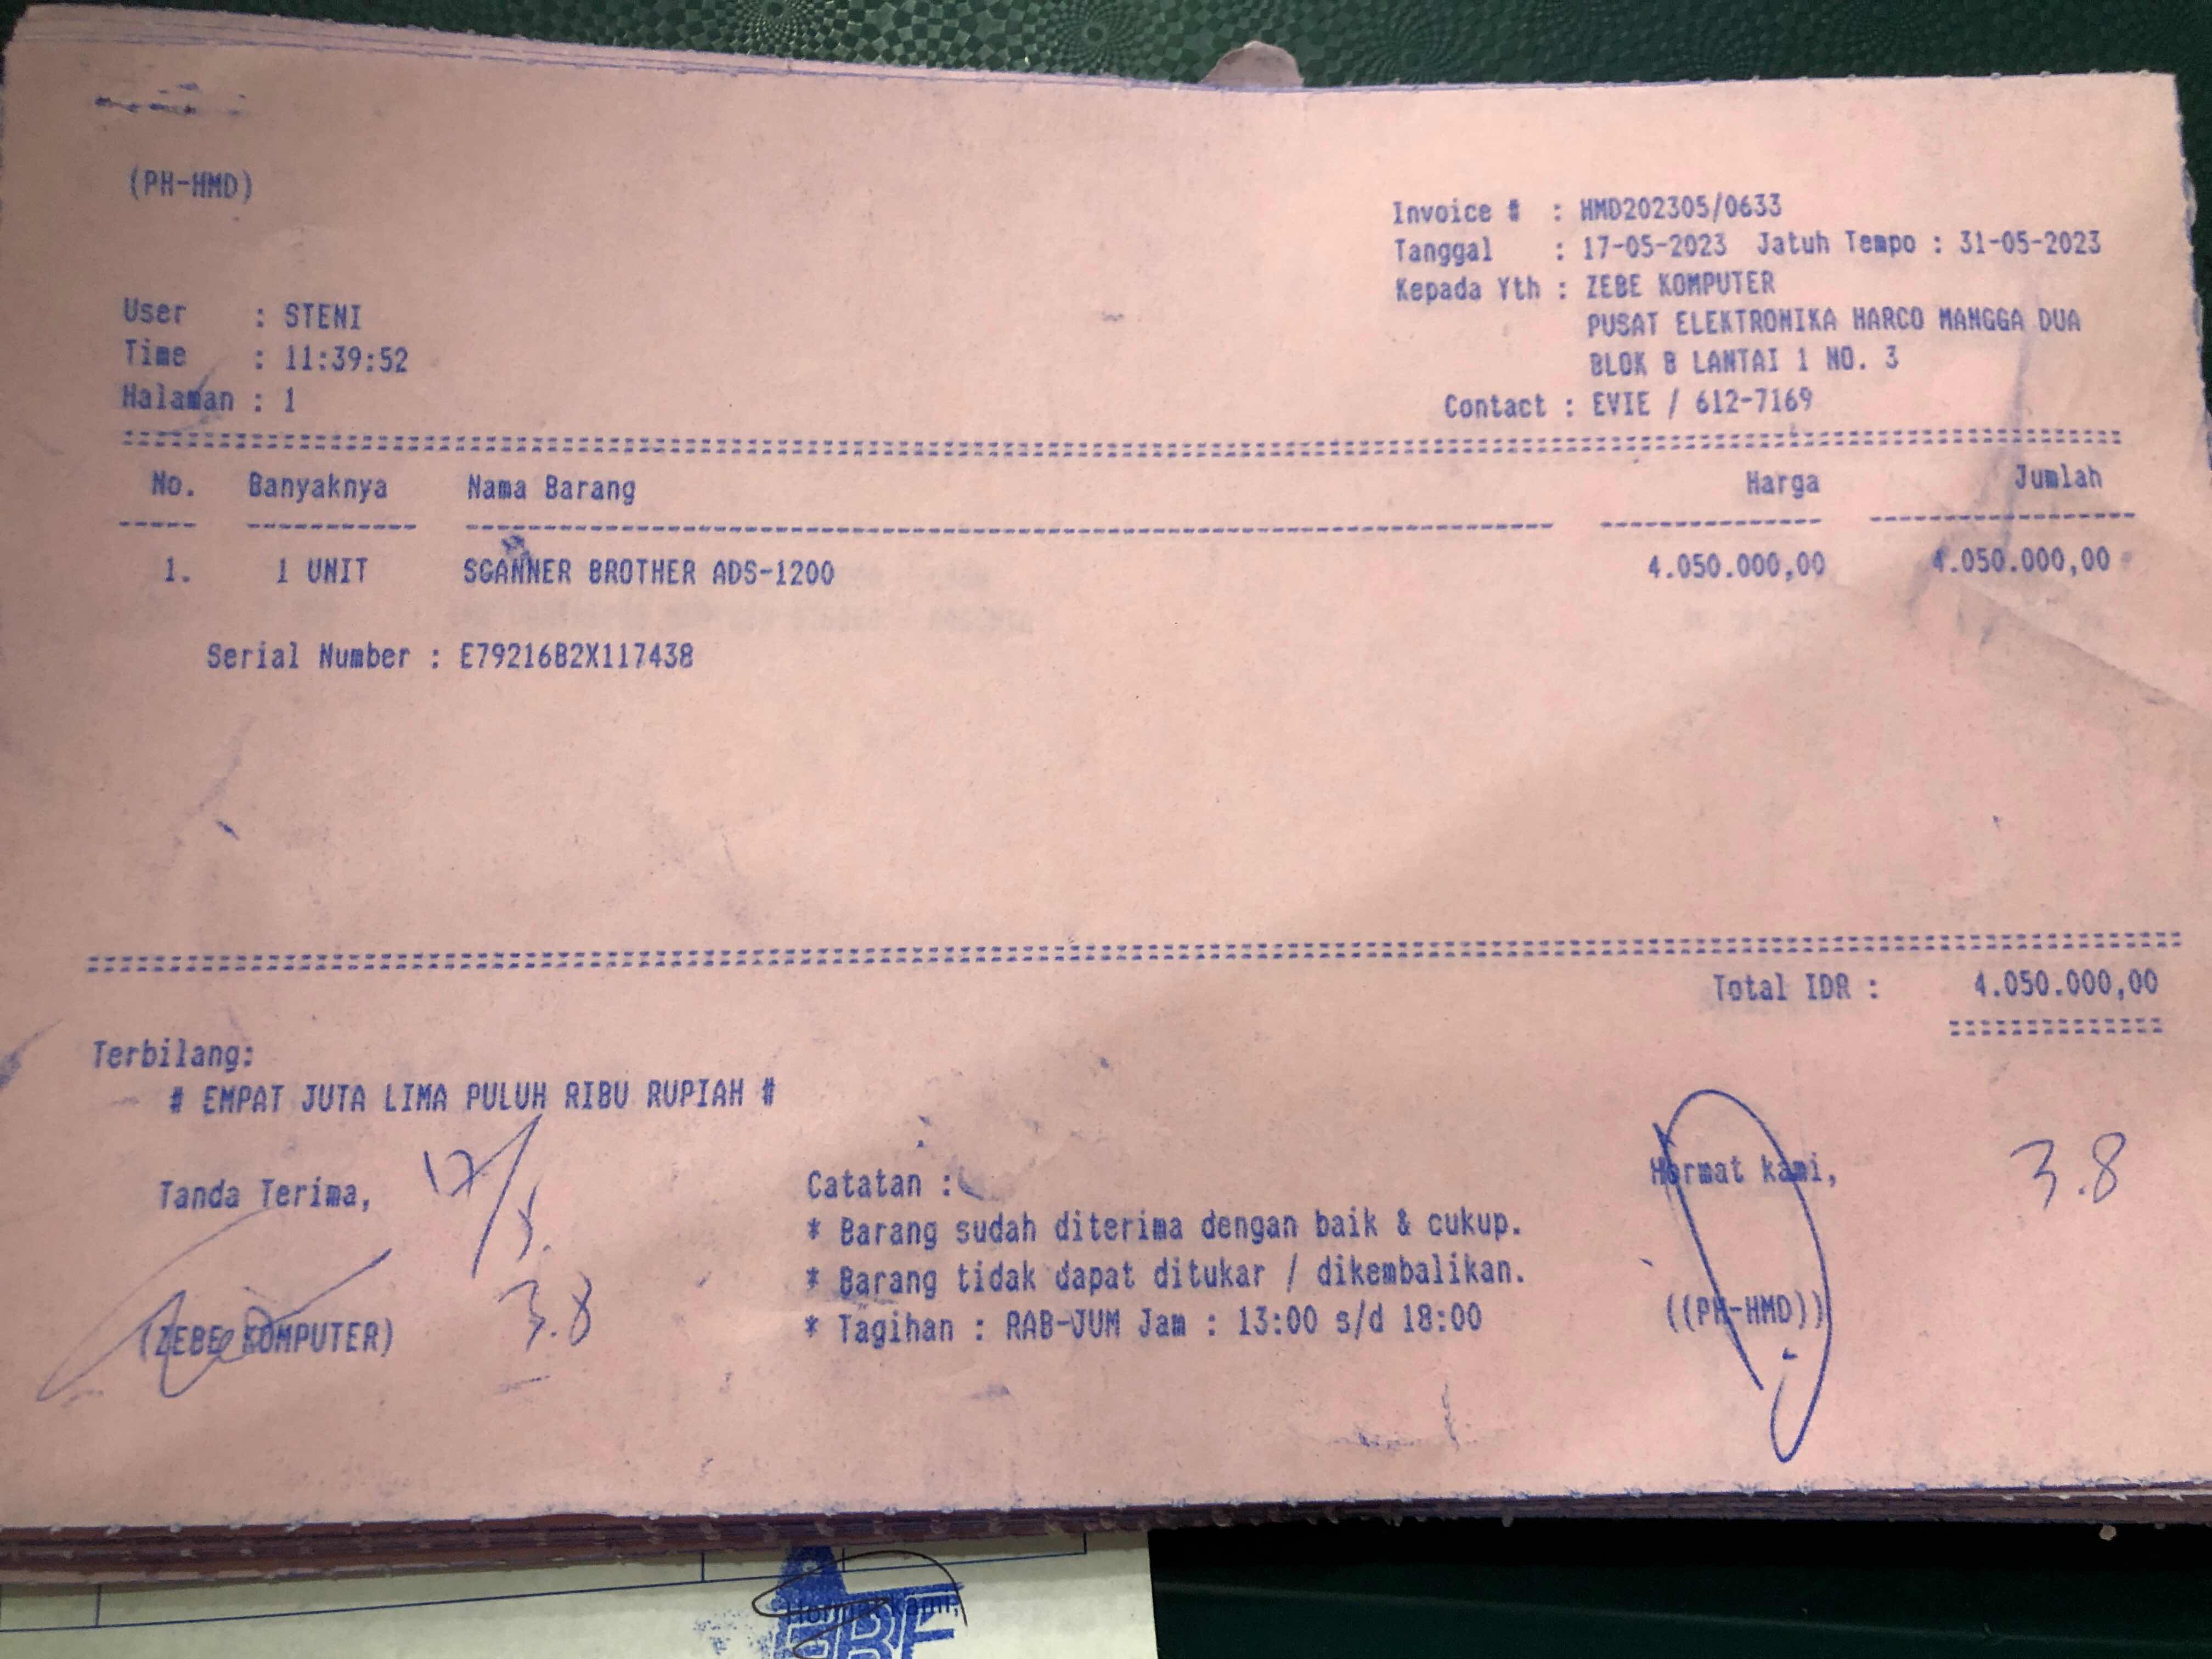 (PH-HMD)
Invoice # : HMD202305/0633
Tanggal : 17-05-2023 Jatuh Tempo : 31-05-2023
Kepada Yth : ZEBE KOMPUTER
PUSAT ELEKTRONIKA HARCO MANGGA DUA
BLOK B LANTAI 1 NO. 3
Contact : EVIE / 612-7169
User : STENI
Time : 11:39:52
Halaman : 1
No. Banyaknya Nama Barang Harga Jumlah
1. 1 UNIT SCANNER BROTHER ADS-1200 4.050.000,00 4.050.000,00
Serial Number : E79216B2X117438
Total IDR : 4.050.000,00
Terbilang:
# EMPAT JUTA LIMA PULUH RIBU RUPIAH #
Tanda Terima,
(ZEBE KOMPUTER)
3.8
Catatan :
* Barang sudah diterima dengan baik & cukup.
* Barang tidak dapat ditukar / dikembalikan.
* Tagihan : RAB-JUM Jam : 13:00 s/d 18:00
Hormat kami,
((PH-HMD))
3.8
Hormat kami,